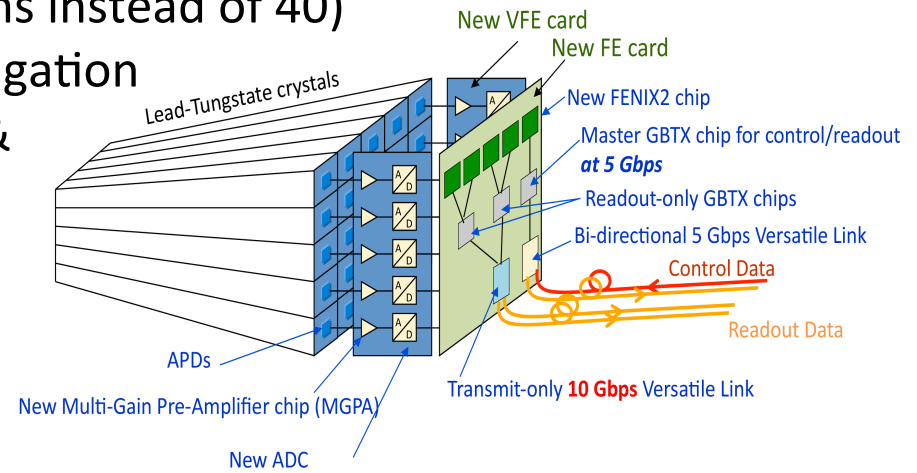 ns instead of 40)
gation
&
New VFE card
New FE card
Lead-Tungstate crystals
New FENIX2 chip
Master GBTX chip for control/readout
at 5 Gbps
Readout-only GBTX chips
Bi-directional 5 Gbps Versatile Link
Control Data
Readout Data
A
D
A
D
A
D
A
D
A
D
A
APDs
Transmit-only 10 Gbps Versatile Link
New Multi-Gain Pre-Amplifier chip (MGPA)
New ADC